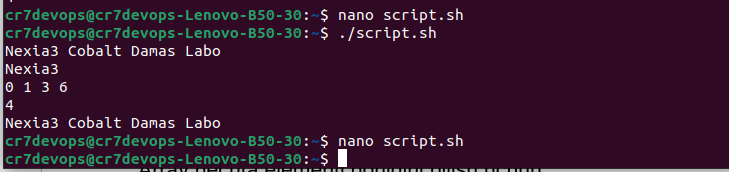 cr7devops@cr7devops-Lenovo-B50-30:~$ nano script.sh
cr7devops@cr7devops-Lenovo-B50-30:~$ ./script.sh
Nexia3 Cobalt Damas Labo
Nexia3
0 1 3 6
4
Nexia3 Cobalt Damas Labo
cr7devops@cr7devops-Lenovo-B50-30:~$ nano script.sh
cr7devops@cr7devops-Lenovo-B50-30:~$